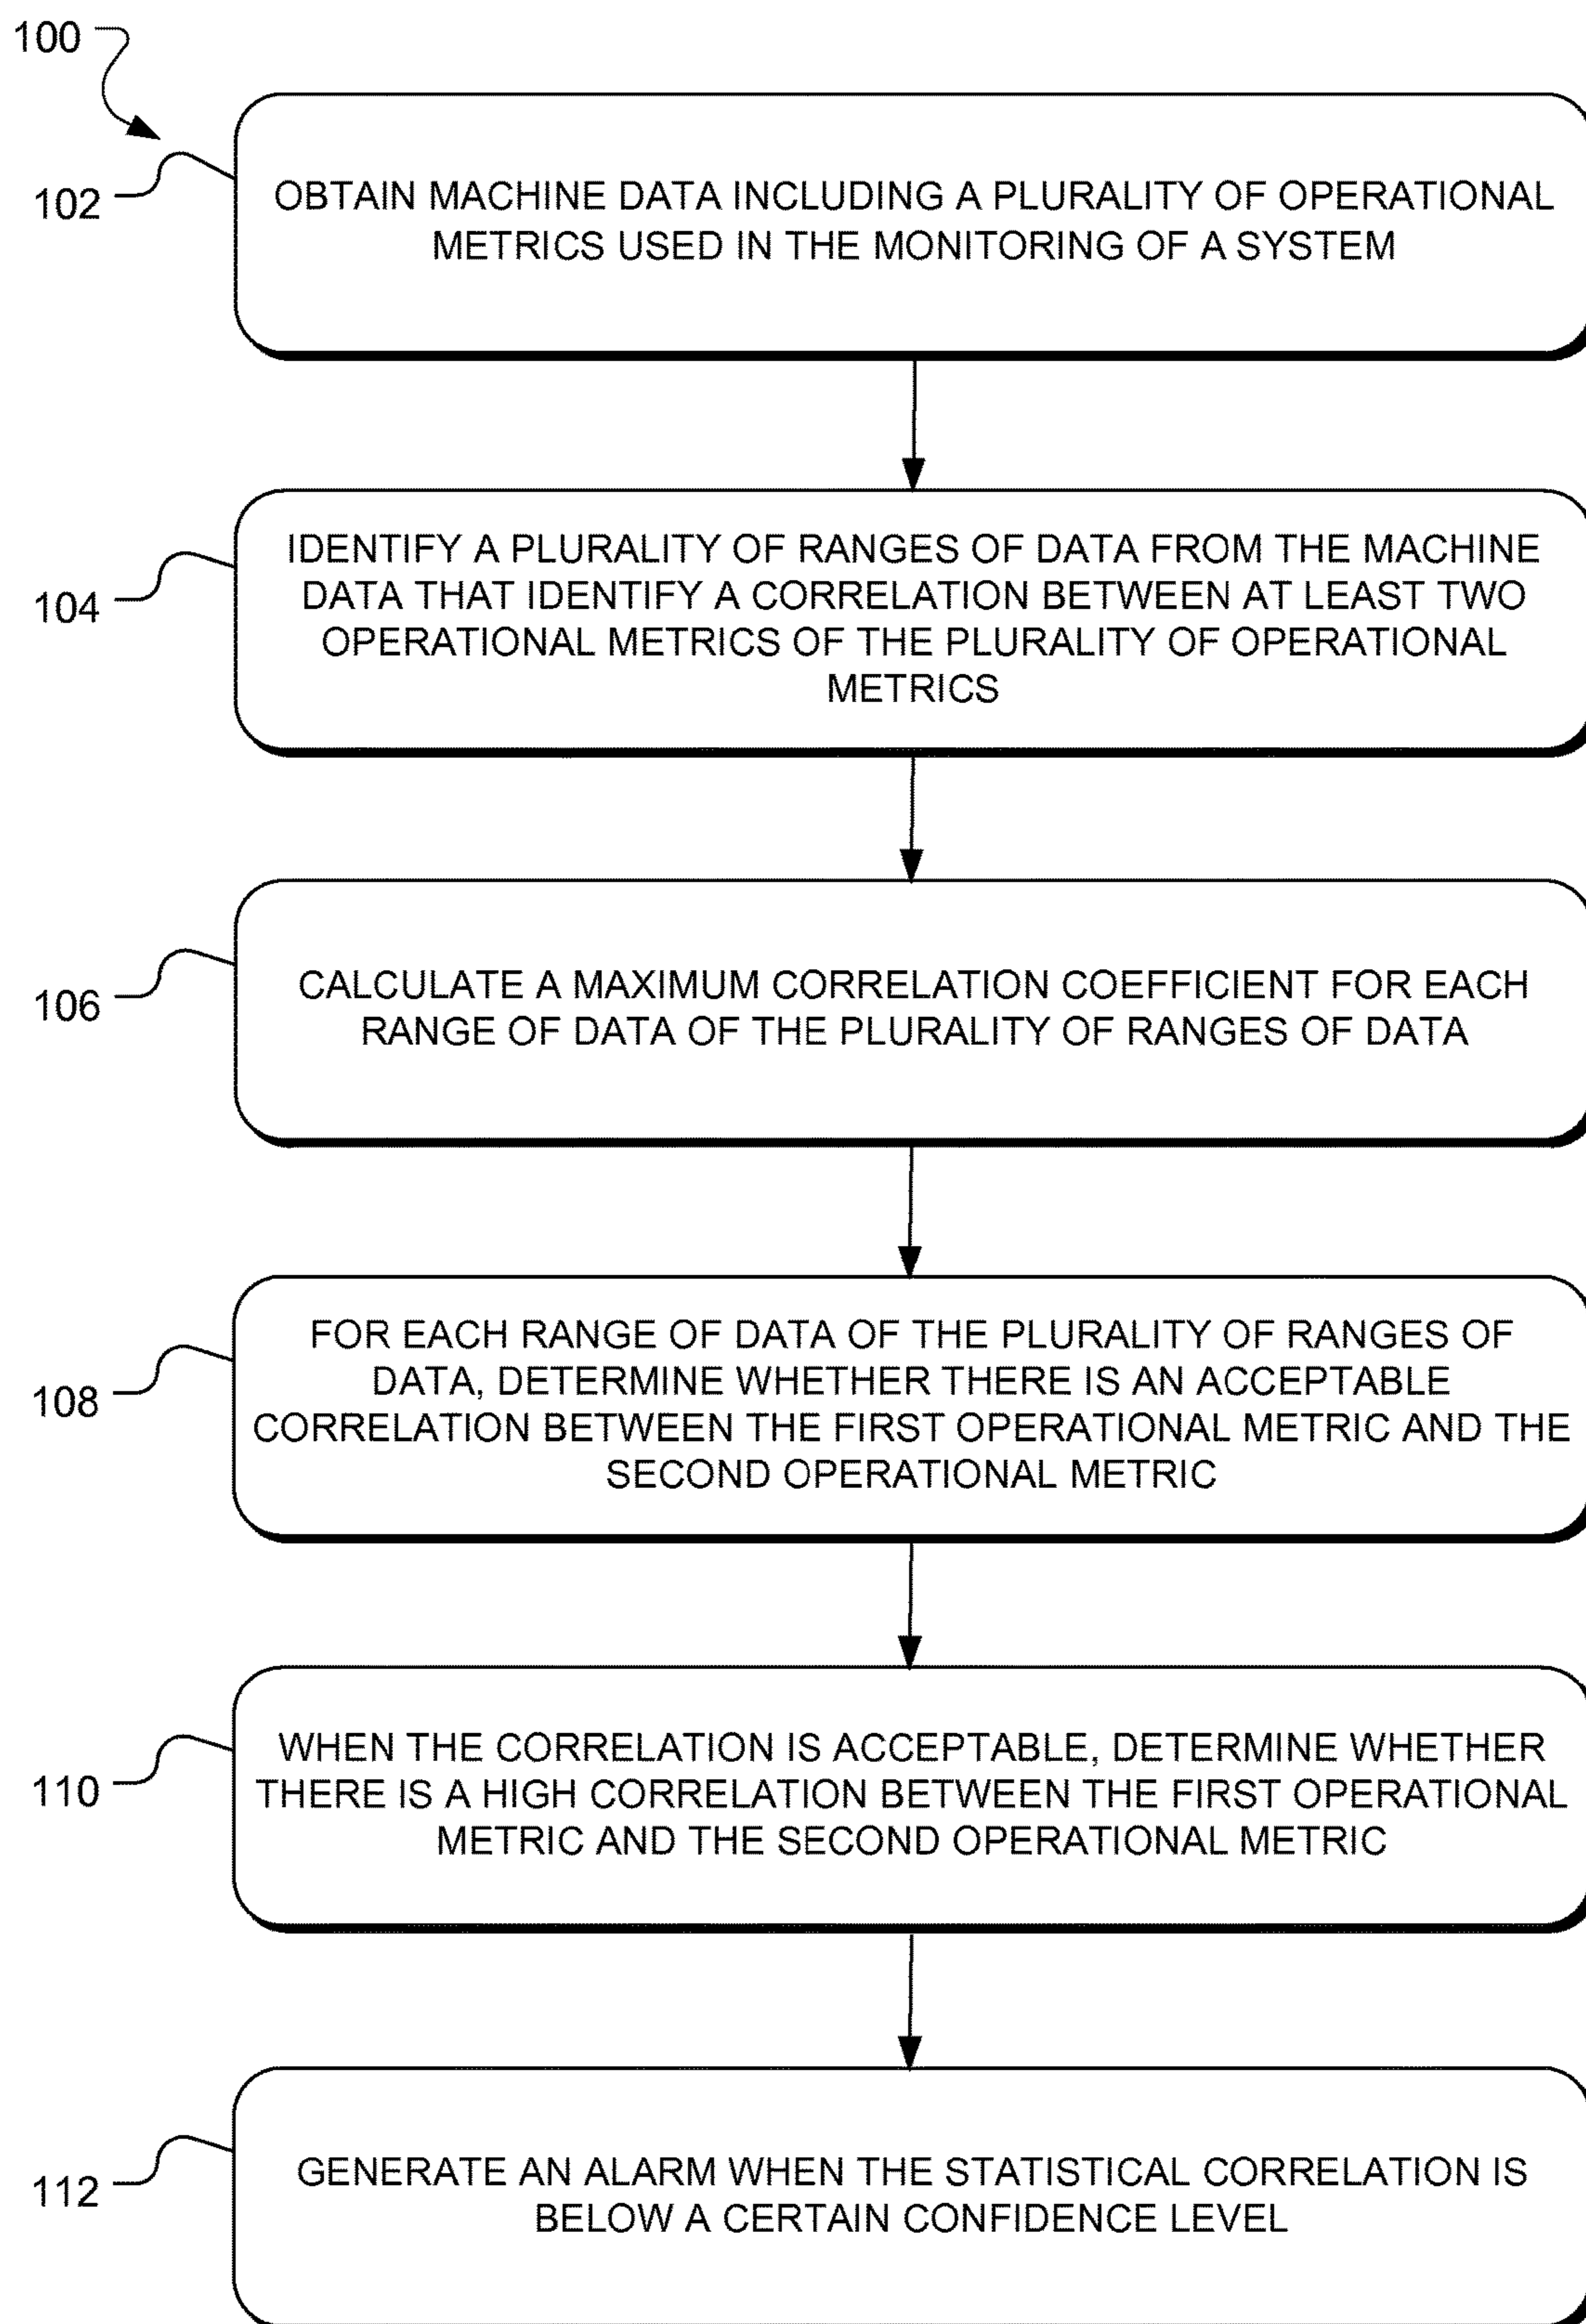 100
102
OBTAIN MACHINE DATA INCLUDING A PLURALITY OF OPERATIONAL
METRICS USED IN THE MONITORING OF A SYSTEM
104
IDENTIFY A PLURALITY OF RANGES OF DATA FROM THE MACHINE
DATA THAT IDENTIFY A CORRELATION BETWEEN AT LEAST TWO
OPERATIONAL METRICS OF THE PLURALITY OF OPERATIONAL
METRICS
106
CALCULATE A MAXIMUM CORRELATION COEFFICIENT FOR EACH
RANGE OF DATA OF THE PLURALITY OF RANGES OF DATA
108
FOR EACH RANGE OF DATA OF THE PLURALITY OF RANGES OF
DATA, DETERMINE WHETHER THERE IS AN ACCEPTABLE
CORRELATION BETWEEN THE FIRST OPERATIONAL METRIC AND THE
SECOND OPERATIONAL METRIC
110
WHEN THE CORRELATION IS ACCEPTABLE, DETERMINE WHETHER
THERE IS A HIGH CORRELATION BETWEEN THE FIRST OPERATIONAL
METRIC AND THE SECOND OPERATIONAL METRIC
112
GENERATE AN ALARM WHEN THE STATISTICAL CORRELATION IS
BELOW A CERTAIN CONFIDENCE LEVEL